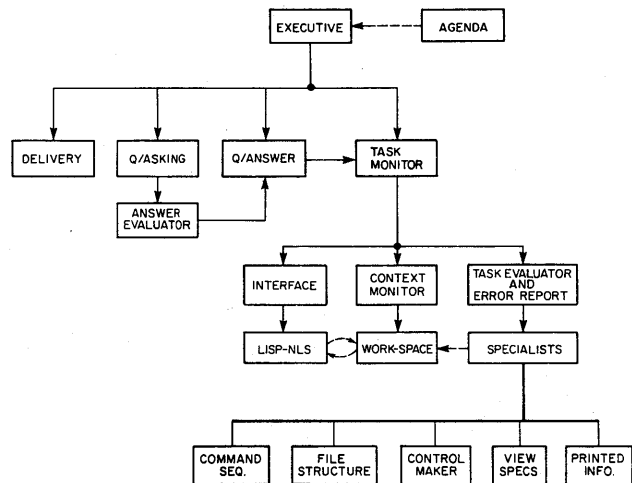 EXECUTIVE
AGENDA
DELIVERY
Q/ASKING
Q/ANSWER
TASK
MONITOR
ANSWER
EVALUATOR
INTERFACE
CONTEXT
MONITOR
TASK EVALUATOR
AND
ERROR REPORT
LISP-NLS
WORK-SPACE
SPECIALISTS
COMMAND
SEQ.
FILE
STRUCTURE
CONTROL
MAKER
VIEW
SPECS
PRINTED
INFO.